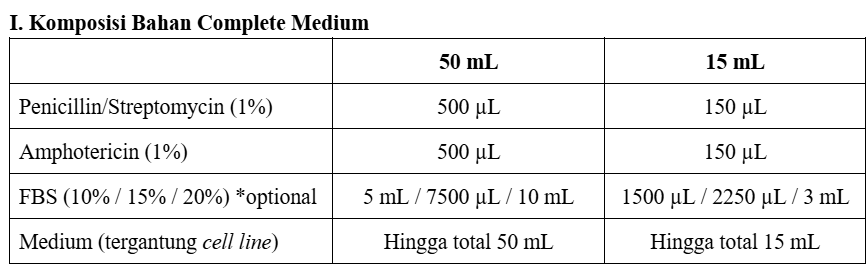 I. Komposisi Bahan Complete Medium
50 mL 15 mL
Penicillin/Streptomycin (1%) 500 µL 150 µL
Amphotericin (1%) 500 µL 150 µL
FBS (10% / 15% / 20%) *optional 5 mL / 7500 µL / 10 mL 1500 µL / 2250 µL / 3 mL
Medium (tergantung cell line) Hingga total 50 mL Hingga total 15 mL